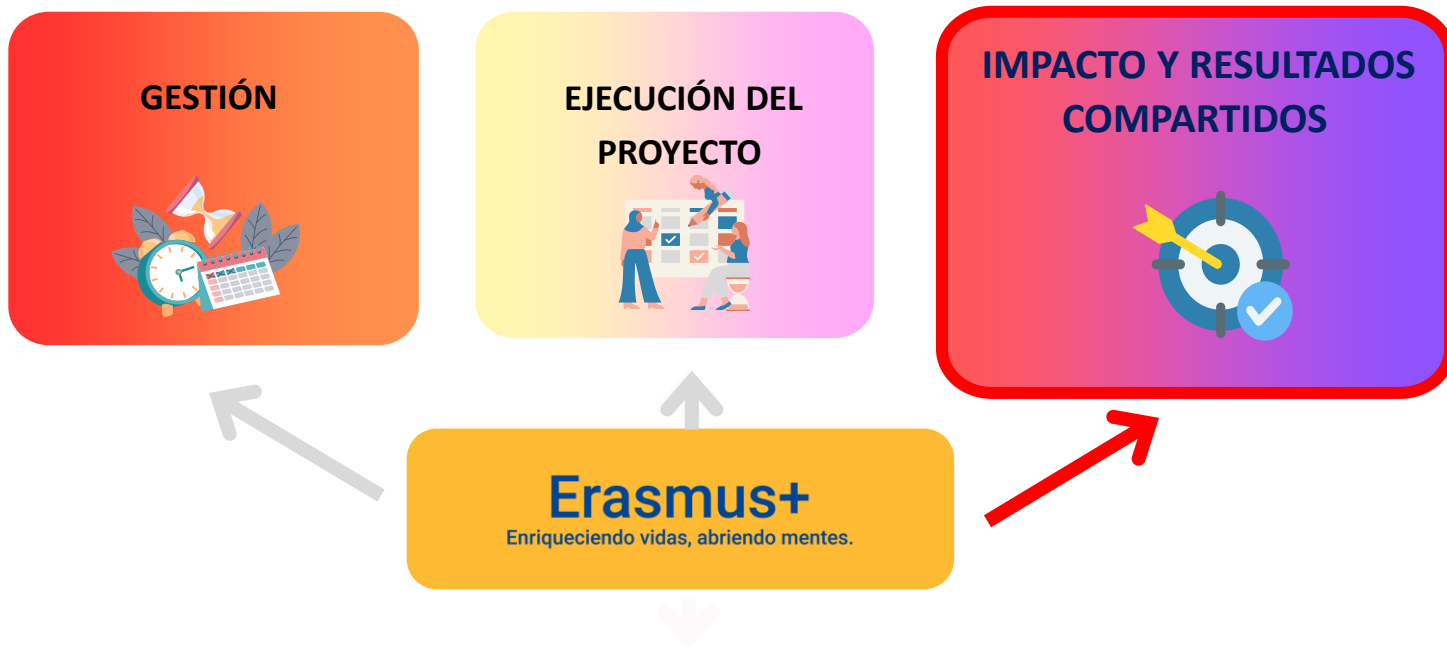 GESTIÓN
EJECUCIÓN DEL
PROYECTO
IMPACTO Y RESULTADOS
COMPARTIDOS
Erasmus+
Enriqueciendo vidas, abriendo mentes.